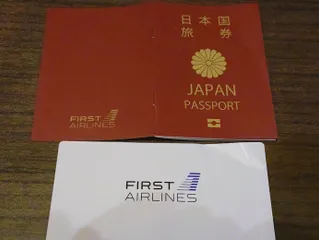 日本国
旅券
JAPAN
PASSPORT
FIRST
AIRLINES
FIRST
AIRLINES